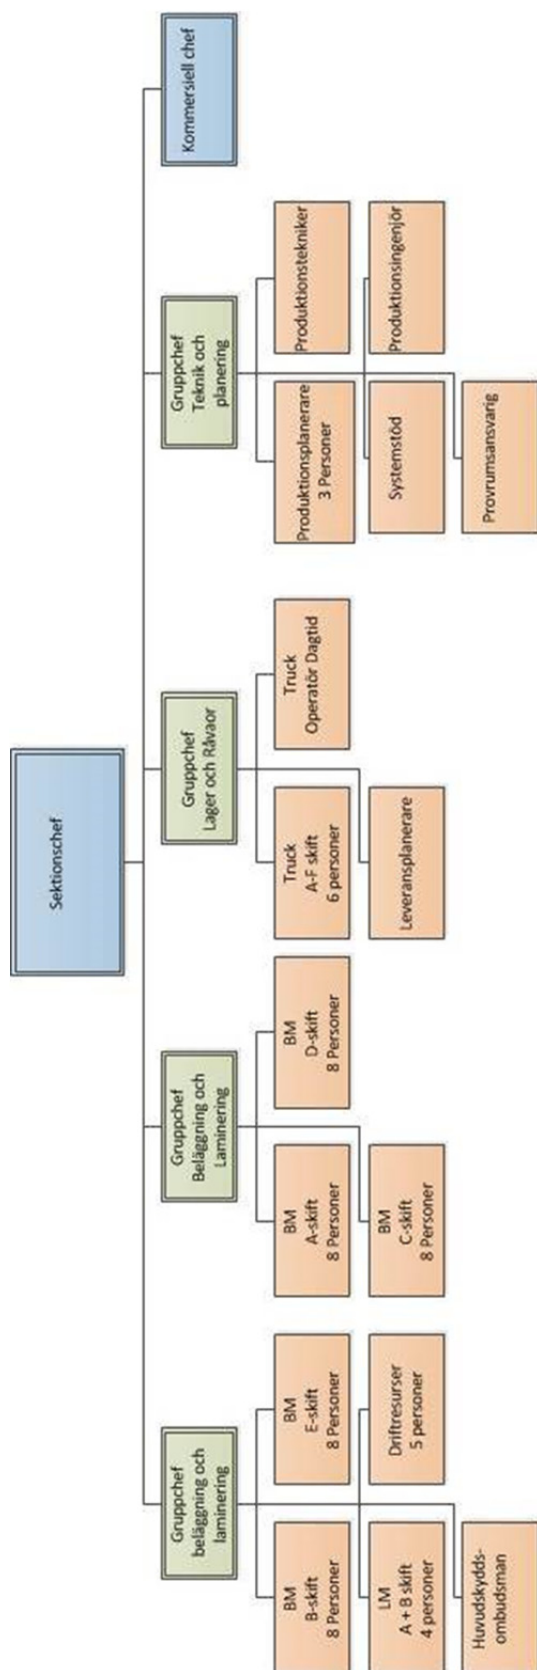 Sektionschef
Gruppchef
beläggning och
laminering
Gruppchef
Beläggning och
Laminering
Gruppchef
Lager och Råvaor
Gruppchef
Teknik och
planering
Kommersiell chef
BM
B-skift
8 Personer
BM
E-skift
8 Personer
LM
A + B skift
4 personer
Driftresurser
5 personer
Huvudskydds-
ombudsman
BM
A-skift
8 Personer
BM
D-skift
8 Personer
BM
C-skift
8 Personer
Truck
A-F skift
6 personer
Truck
Operatör Dagtid
Leveransplanerare
Produktionsplanerare
3 Personer
Produktionstekniker
Systemstöd
Produktionsingenjör
Provrumsansvarig